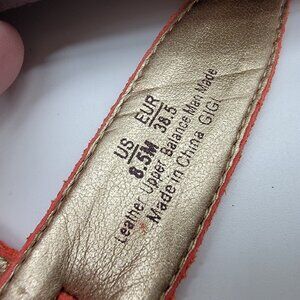 US EUR
8.5M 38.5
Leather Upper Balance Man Made
Made in China GIGI